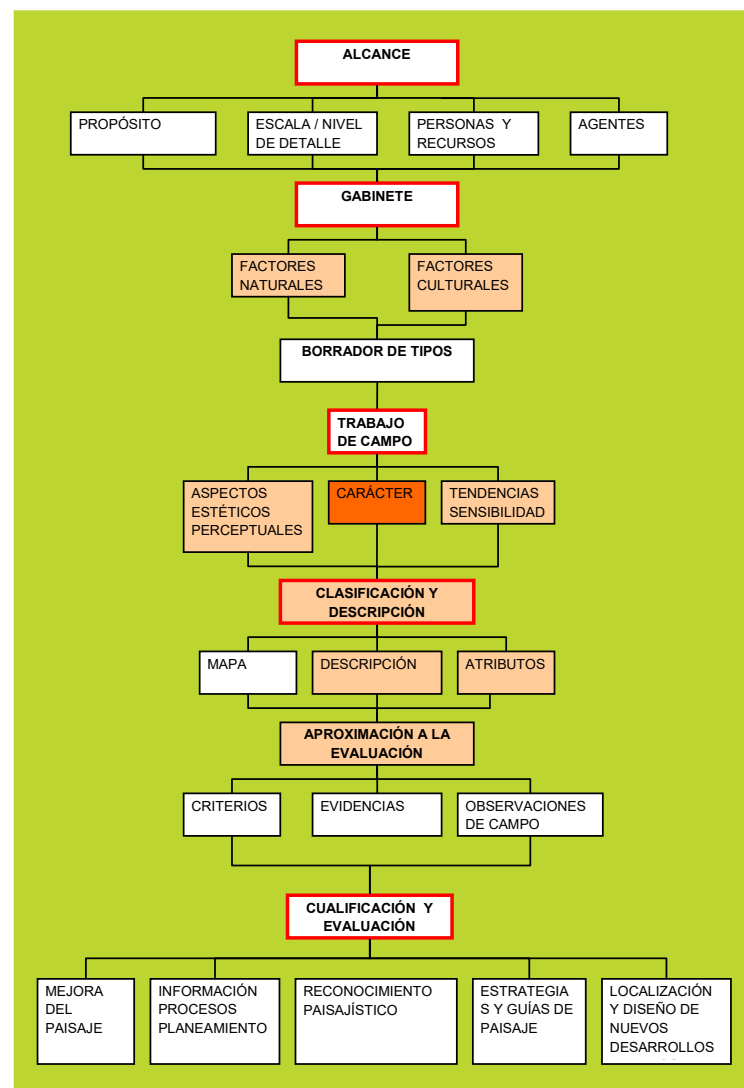 ALCANCE
PROPÓSITO
ESCALA / NIVEL
DE DETALLE
PERSONAS Y
RECURSOS
AGENTES
GABINETE
FACTORES
NATURALES
FACTORES
CULTURALES
BORRADOR DE TIPOS
TRABAJO
DE CAMPO
ASPECTOS
ESTÉTICOS
PERCEPTUALES
CARÁCTER
TENDENCIAS
SENSIBILIDAD
CLASIFICACIÓN Y
DESCRIPCIÓN
MAPA
DESCRIPCIÓN
ATRIBUTOS
APROXIMACIÓN A LA
EVALUACIÓN
CRITERIOS
EVIDENCIAS
OBSERVACIONES
DE CAMPO
CUALIFICACIÓN Y
EVALUACIÓN
MEJORA
DEL
PAISAJE
INFORMACIÓN
PROCESOS
PLANEAMIENTO
RECONOCIMIENTO
PAISAJÍSTICO
ESTRATEGIA
S Y GUÍAS DE
PAISAJE
LOCALIZACIÓN
Y DISEÑO DE
NUEVOS
DESARROLLOS